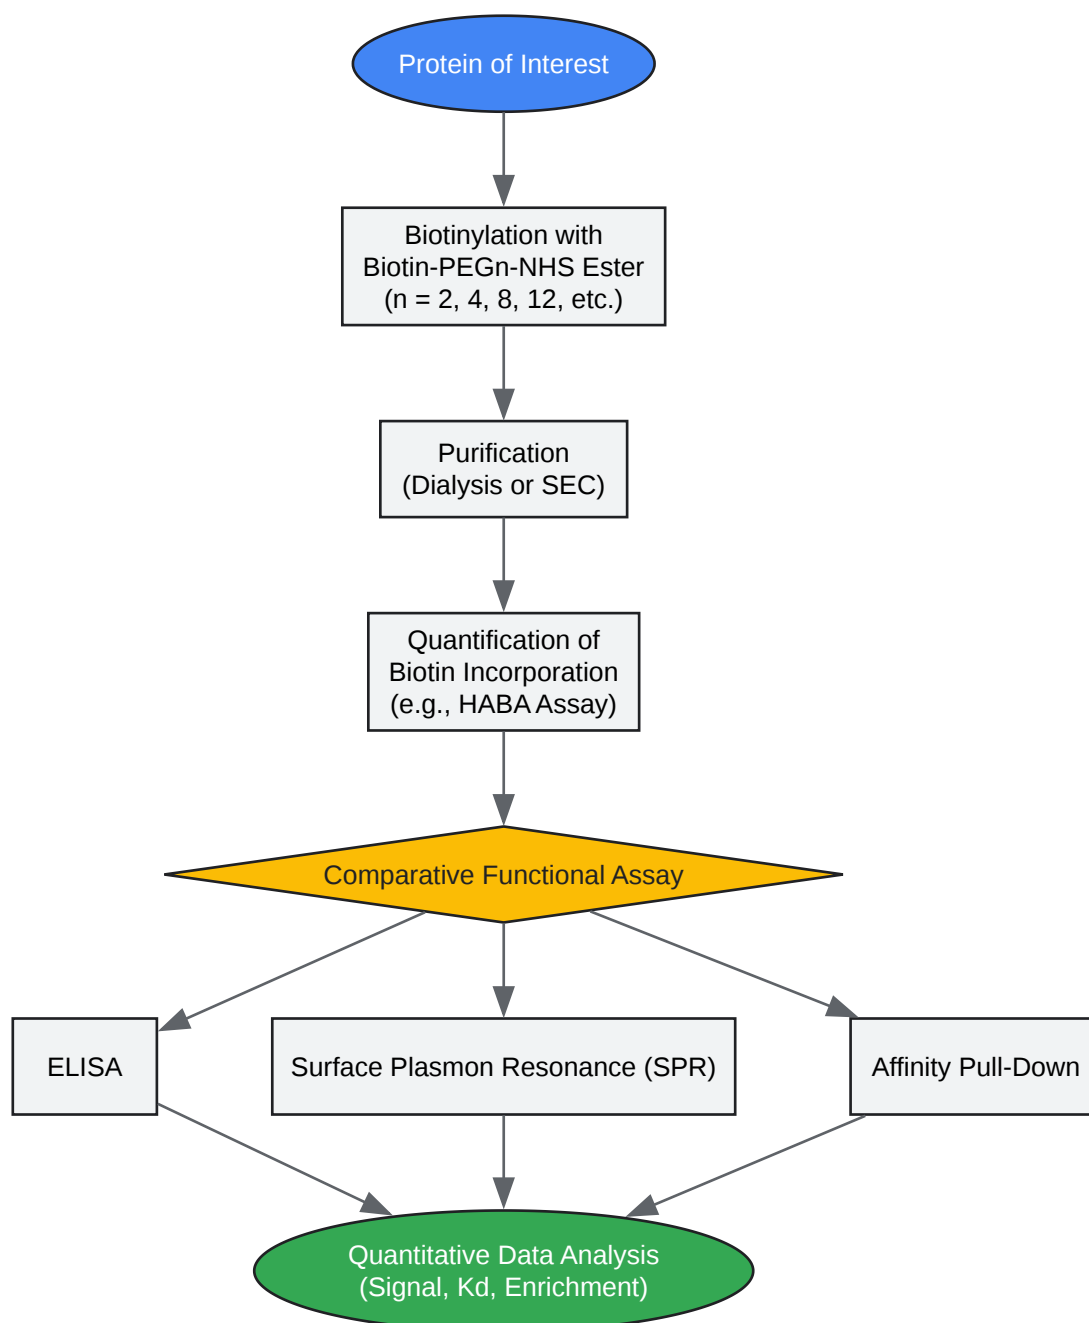 Protein of Interest
Biotinylation with
Biotin-PEGn-NHS Ester
(n = 2, 4, 8, 12, etc.)
Purification
(Dialysis or SEC)
Quantification of
Biotin Incorporation
(e.g., HABA Assay)
Comparative Functional Assay
ELISA
Surface Plasmon Resonance (SPR)
Affinity Pull-Down
Quantitative Data Analysis
(Signal, Kd, Enrichment)